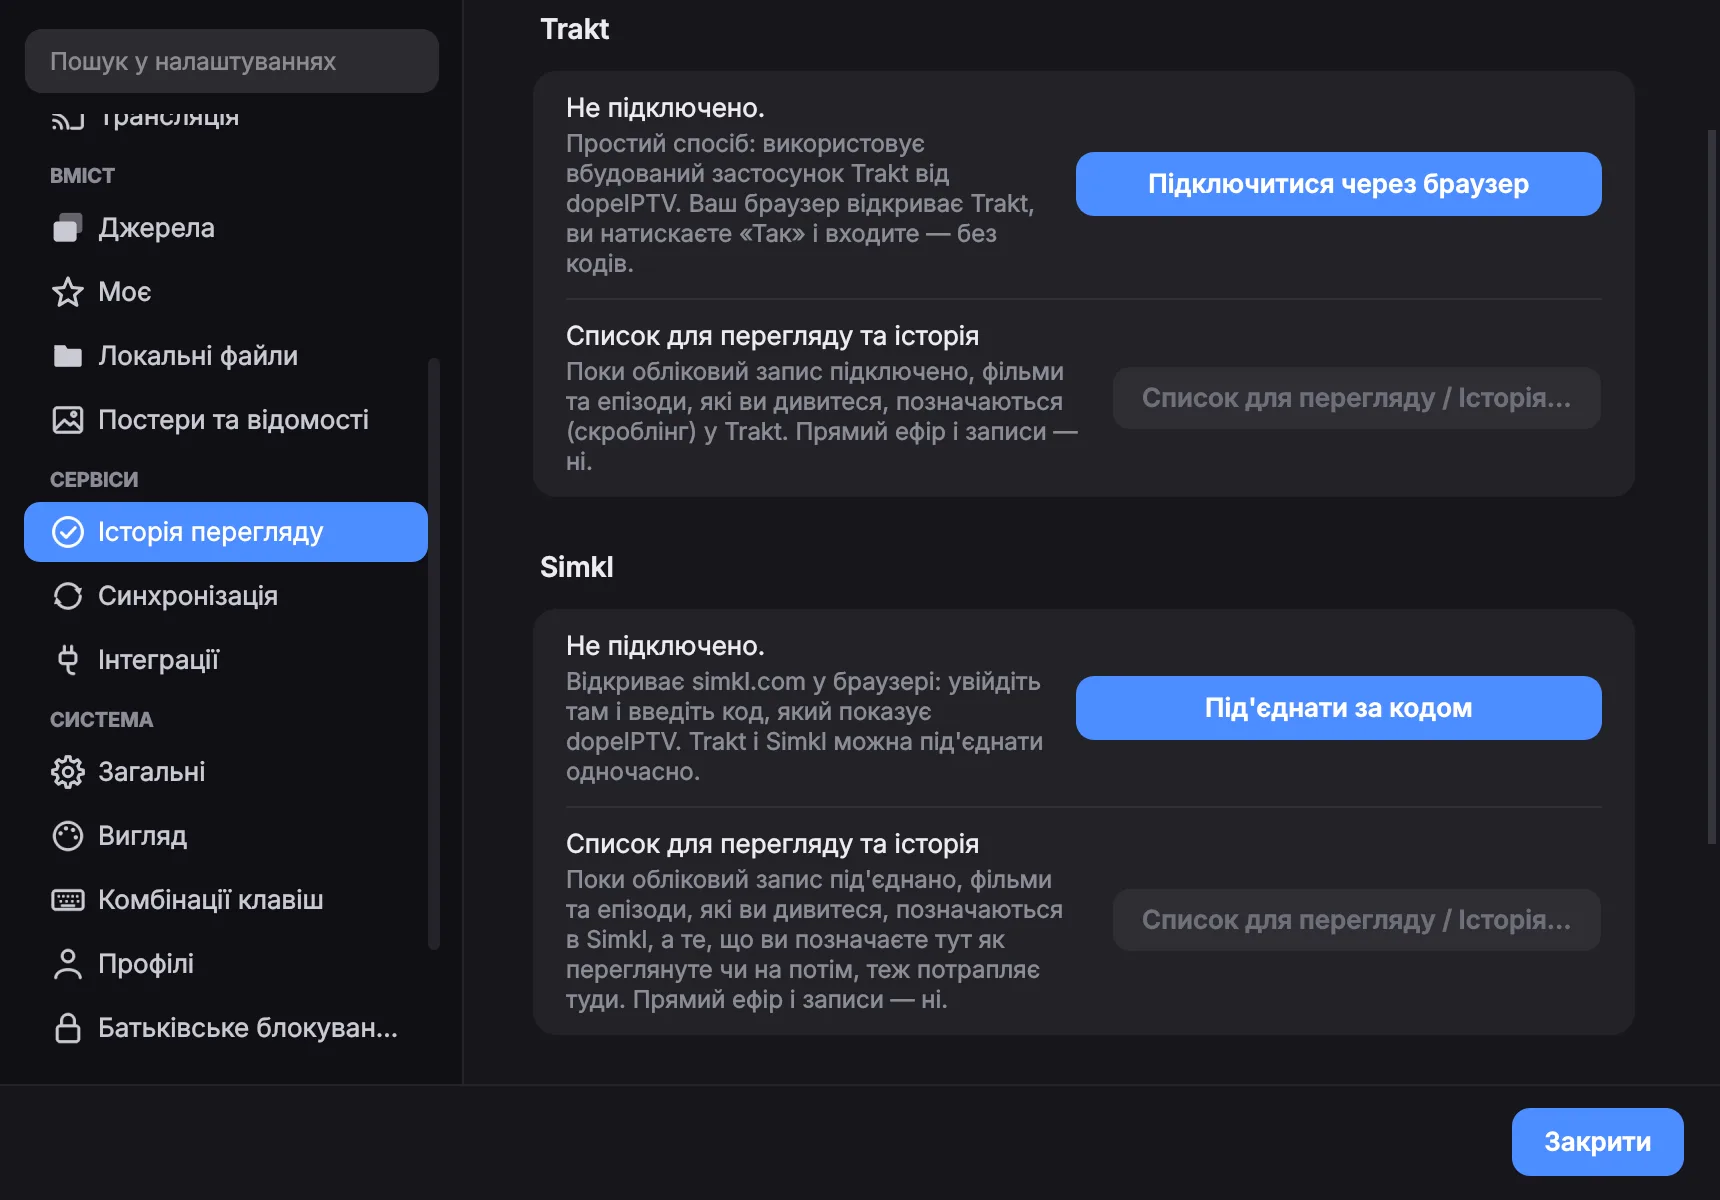 Пошук у налаштуваннях
Трансляція
ВМІСТ
Джерела
Моє
Локальні файли
Постери та відомості
СЕРВІСИ
Історія перегляду
Синхронізація
Інтеграції
СИСТЕМА
Загальні
Вигляд
Комбінації клавіш
Профілі
Батьківське блокуван...
Trakt
Не підключено.
Простий спосіб: використовує
вбудований застосунок Trakt від
dopeIPTV. Ваш браузер відкриває Trakt,
ви натискаєте «Так» і входите — без
кодів.
Підключитися через браузер
Список для перегляду та історія
Поки обліковий запис підключено, фільми
та епізоди, які ви дивитеся, позначаються
(скроблінг) у Trakt. Прямий ефір і записи —
ні.
Список для перегляду / Історія...
Simkl
Не підключено.
Відкриває simkl.com у браузері: увійдіть
там і введіть код, який показує
dopeIPTV. Trakt і Simkl можна під'єднати
одночасно.
Під'єднати за кодом
Список для перегляду та історія
Поки обліковий запис під'єднано, фільми
та епізоди, які ви дивитеся, позначаються
в Simkl, а те, що ви позначаєте тут як
переглянуте чи на потім, теж потрапляє
туди. Прямий ефір і записи — ні.
Список для перегляду / Історія...
Закрити